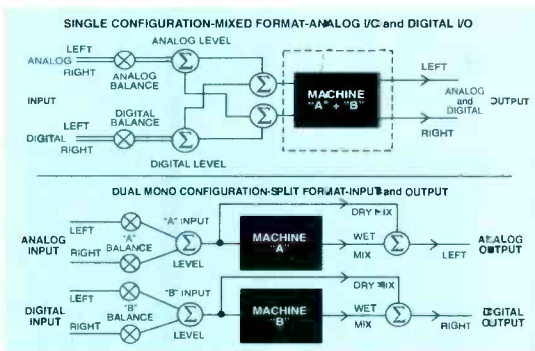 SINGLE CONFIGURATION-MIXED FORMAT-ANALOG I/C and DIGITAL I/O
ANALOG LEVEL
LEFT
ANALOG
RIGHT
ANALOG
BALANCE
INPUT
DIGITAL
BALANCE
LEFT
DIGITAL
RIGHT
DIGITAL LEVEL
MACHINE
"A" + "B"
LEFT
ANALOG
and
DIGITAL
OUTPUT
RIGHT
DUAL MONO CONFIGURATION-SPLIT FORMAT-INPUT and OUTPUT
LEFT
"A" INPUT
DRY MIX
ANALOG
INPUT
"A"
BALANCE
RIGHT
LEVEL
MACHINE
"A"
WET
MIX
LEFT
ANALOG
OUTPUT
LEFT
"B" INPUT
DRY MIX
DIGITAL
INPUT
"B"
BALANCE
RIGHT
LEVEL
MACHINE
"B"
WET
MIX
RIGHT
DIGITAL
OUTPUT